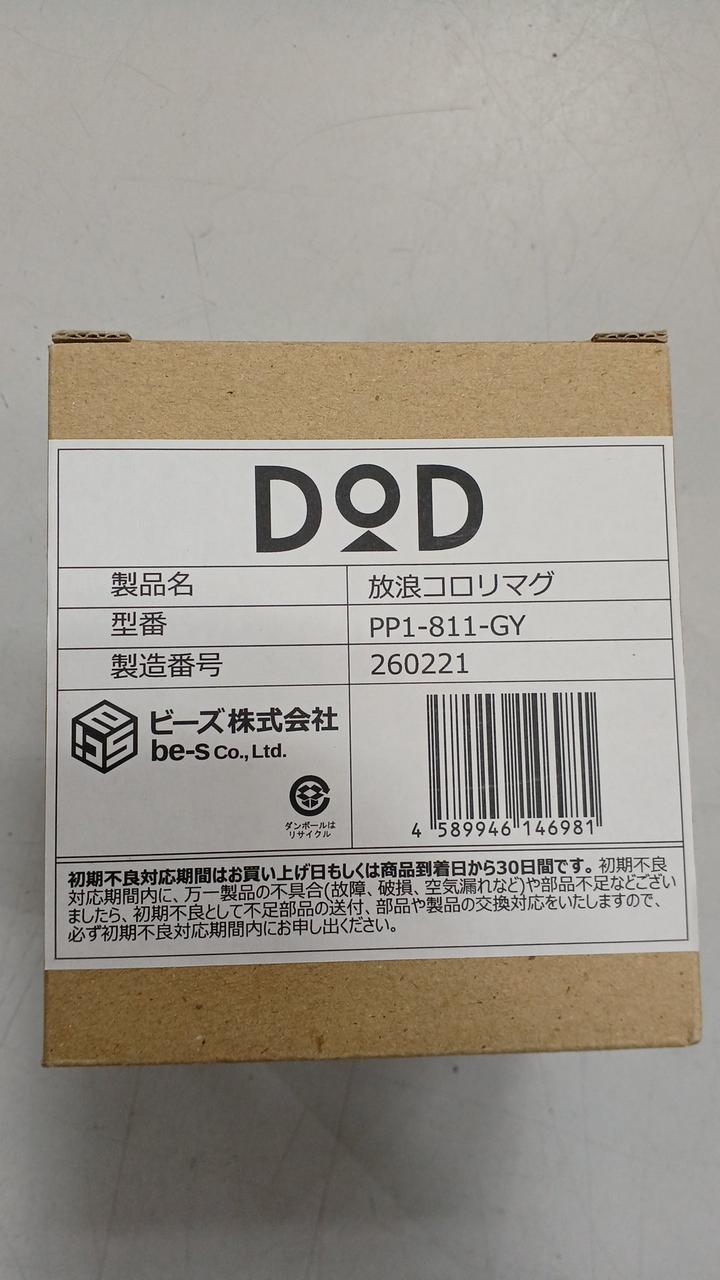 DOD
製品名 放浪コロリマグ
型番 PP1-811-GY
製造番号 260221
ビーズ株式会社
be-s Co., Ltd.
ダンボールは
リサイクル
4 589946 146981
初期不良対応期間はお買い上げ日もしくは商品到着日から30日間です。初期不良
対応期間内に、万一製品の不具合(故障、破損、空気漏れなど)や部品不足などござい
ましたら、初期不良として不足部品の送付、部品や製品の交換対応をいたしますので、
必ず初期不良対応期間内にお申し出ください。